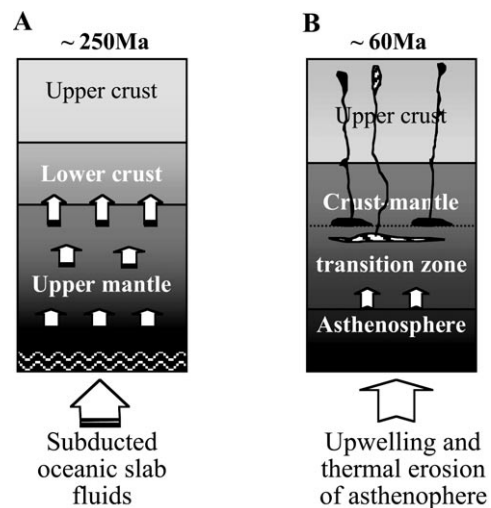 A
~ 250Ma
Upper crust
Lower crust
Upper mantle
Subducted
oceanic slab
fluids
B
~ 60Ma
Upper crust
Crust-mantle
transition zone
Asthenosphere
Upwelling and
thermal erosion
of asthenophere